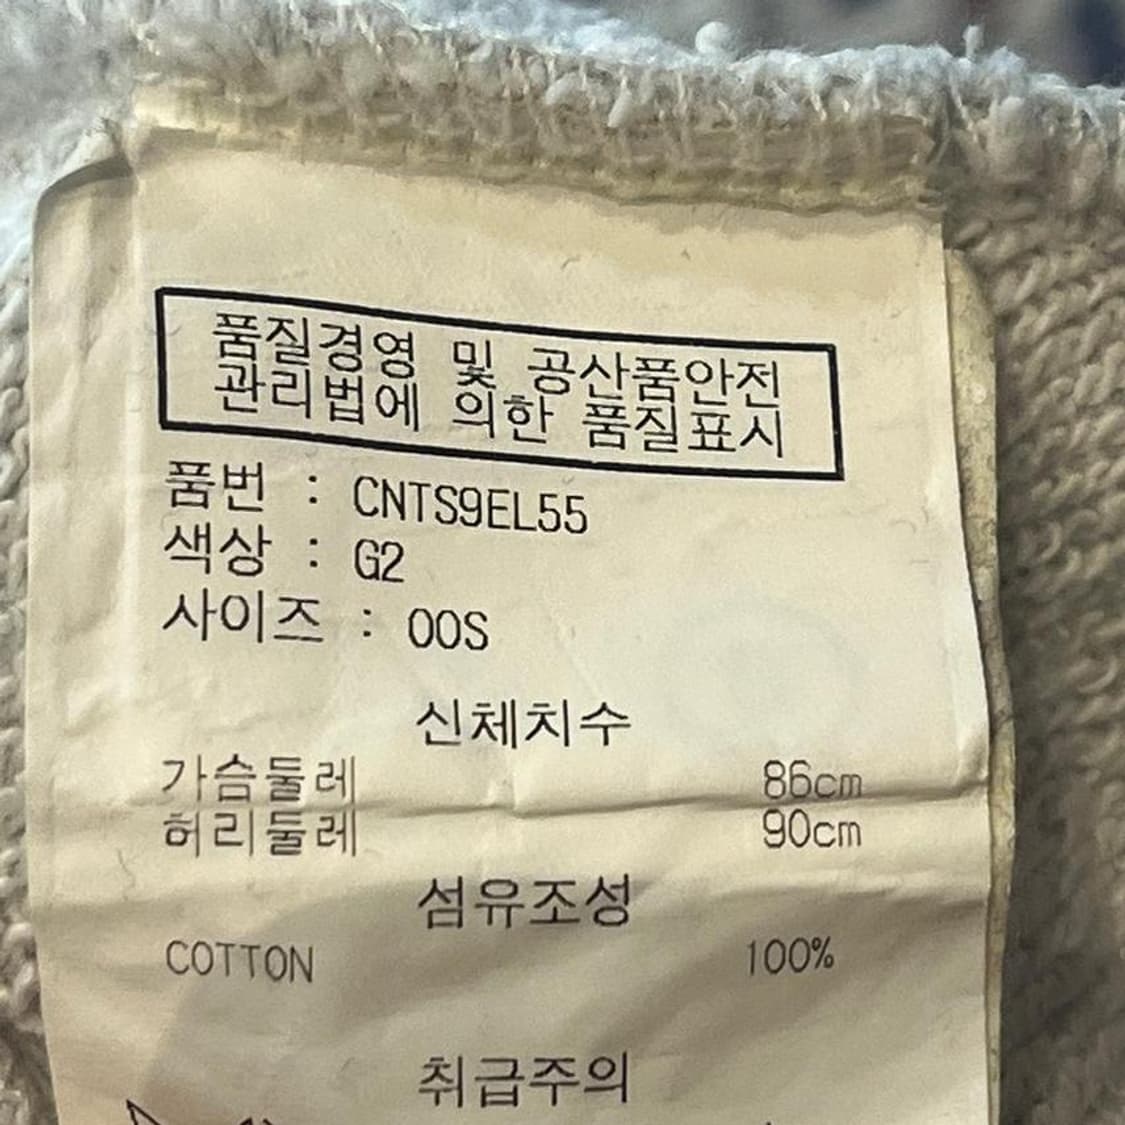 품질경영 및 공산품안전
관리법에 의한 품질표시
품번 : CNTS9EL55
색상 : G2
사이즈 : 00S
신체치수
가슴둘레 86cm
허리둘레 90cm
섬유조성
COTTON 100%
취급주의